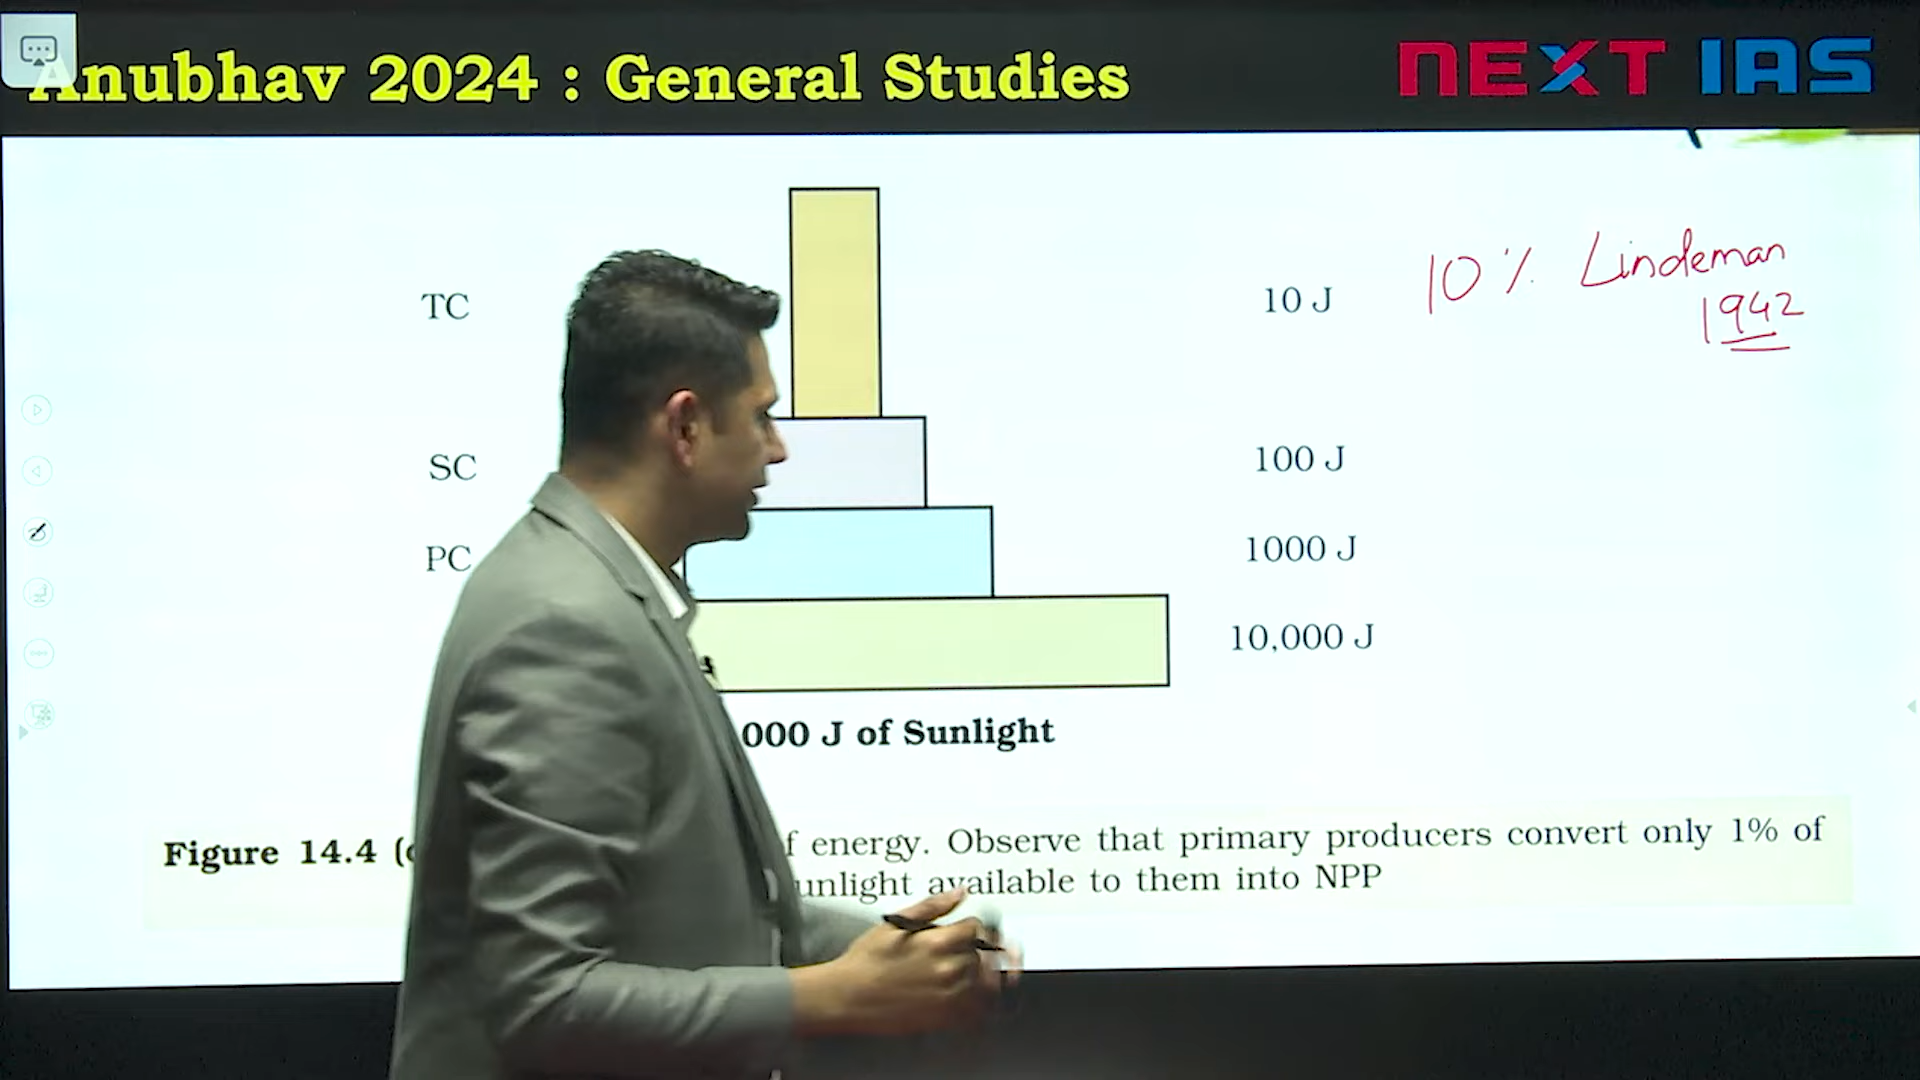 Anubhav 2024 : General Studies
NEXT IAS
TC
10 J
10% Lindeman
1942
SC
100 J
PC
1000 J
10,000 J
000 J of Sunlight
Figure 14.4 (
energy. Observe that primary producers convert only 1% of
available to them into NPP